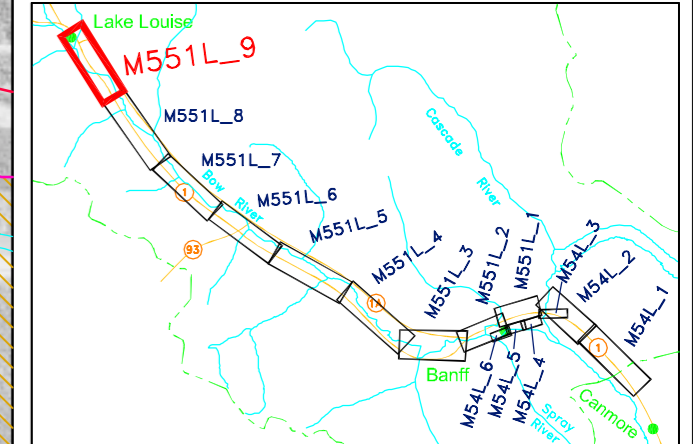 Lake Louise
M551L_9
M551L_8
M551L_7
M551L_6
M551L_5
M551L_4
M551L_3
M551L_2
M551L_1
M54L_3
M54L_2
M54L_1
Cascade
River
Bow
River
1
93
1A
1
Banff
M54L_6
M54L_5
M54L_4
Spray
River
Canmore